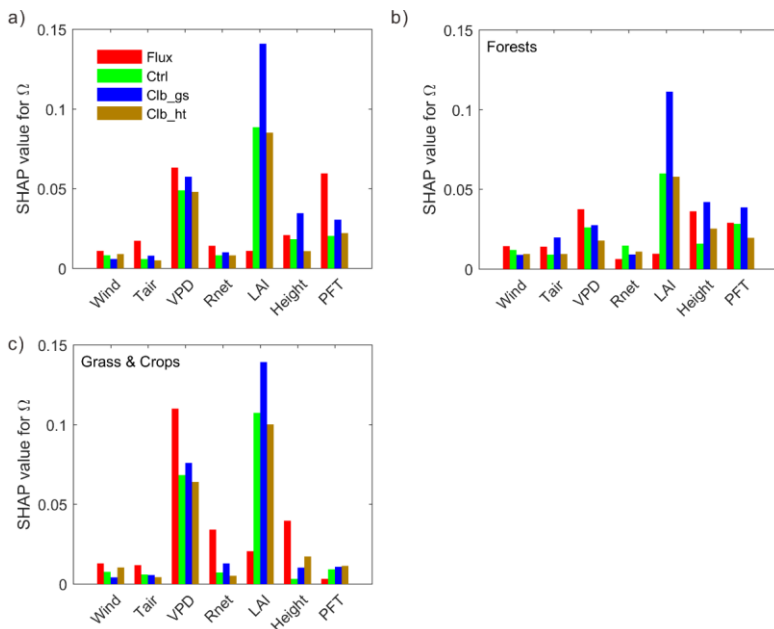 a)
0.15
0.1
0.05
0
SHAP value for Ω
Flux
Ctrl
Clb_gs
Clb_ht
Wind Tair VPD Rnet LAI Height PFT
b)
0.15
0.1
0.05
0
SHAP value for Ω
Forests
Wind Tair VPD Rnet LAI Height PFT
c)
0.15
0.1
0.05
0
SHAP value for Ω
Grass & Crops
Wind Tair VPD Rnet LAI Height PFT